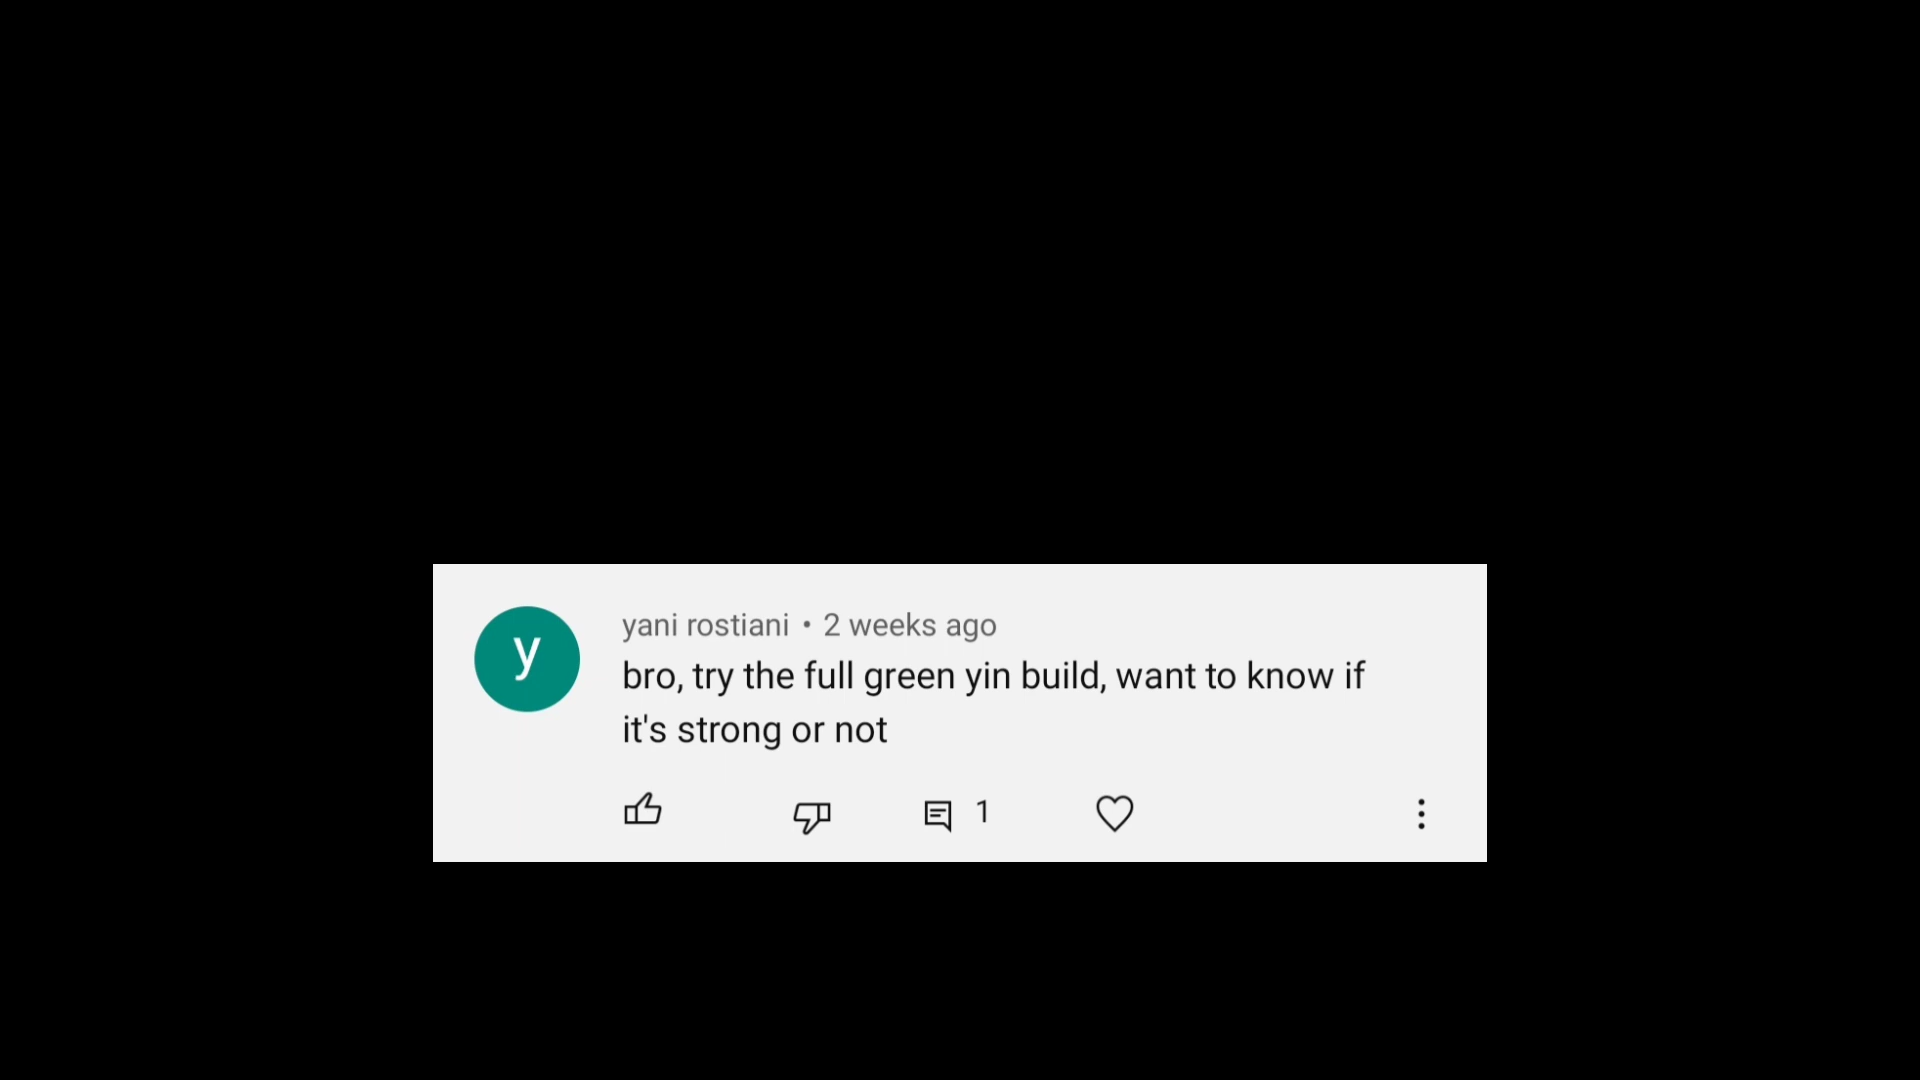 y
yani rostiani • 2 weeks ago
bro, try the full green yin build, want to know if
it's strong or not
1